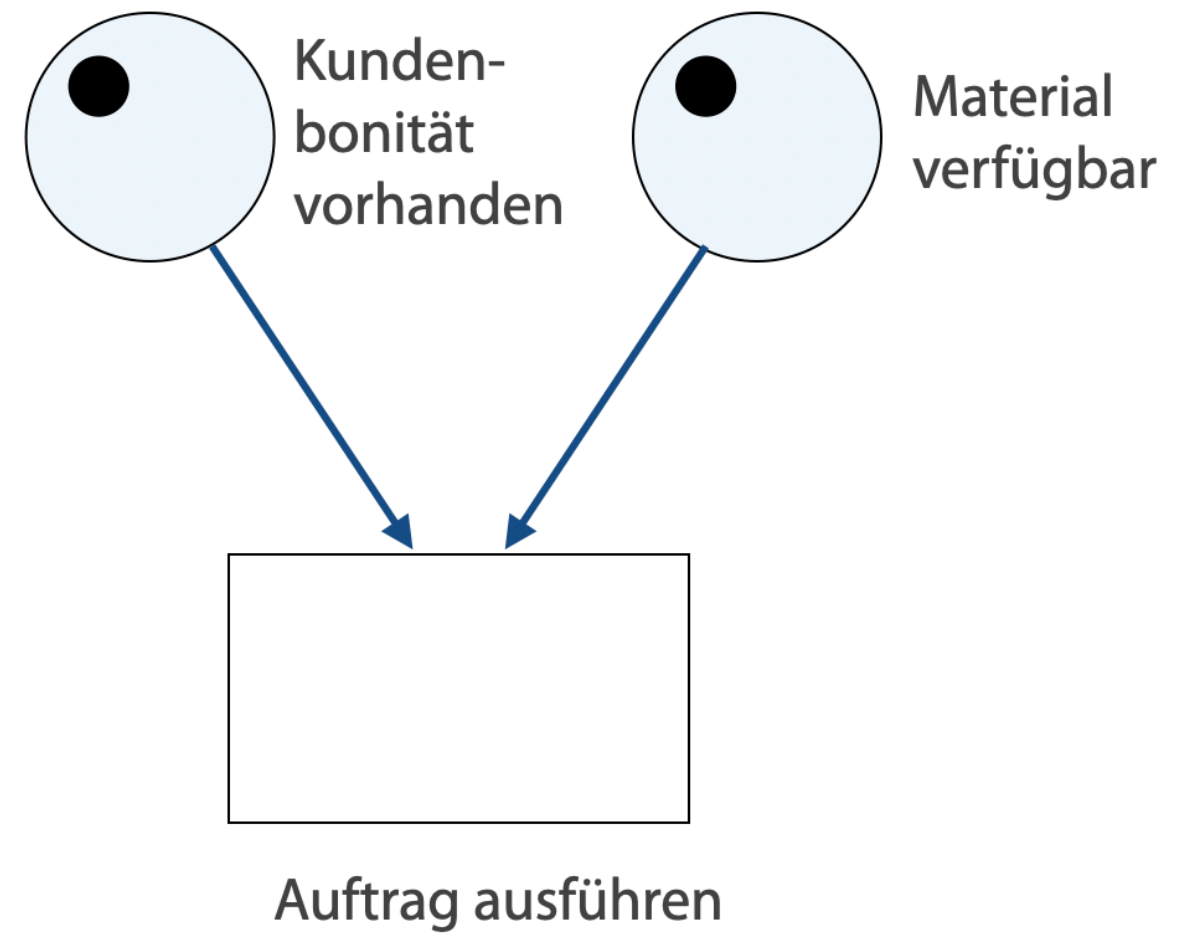 Kunden-
bonität
vorhanden
Material
verfügbar
Auftrag ausführen